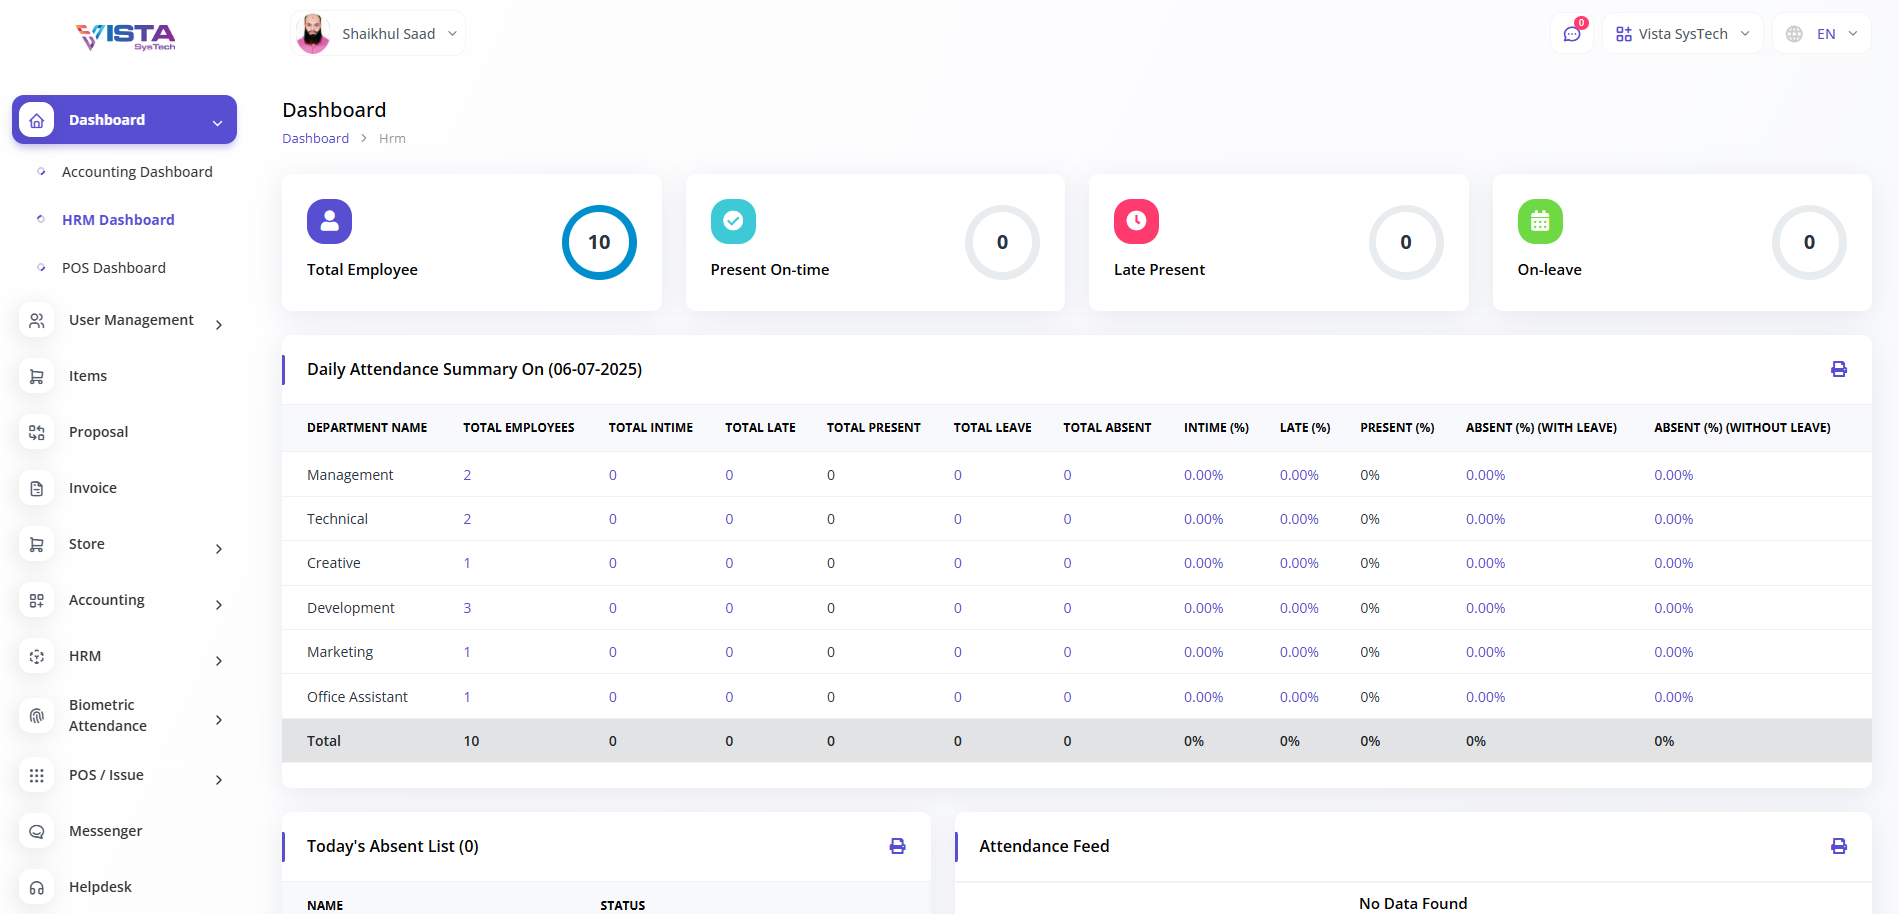 VISTA
SysTech
Shaikhul Saad
0
Vista SysTech
EN
Dashboard
Accounting Dashboard
HRM Dashboard
POS Dashboard
User Management
Items
Proposal
Invoice
Store
Accounting
HRM
Biometric
Attendance
POS / Issue
Messenger
Helpdesk
Dashboard
Dashboard > Hrm
Total Employee 10
Present On-time 0
Late Present 0
On-leave 0
Daily Attendance Summary On (06-07-2025)
DEPARTMENT NAME TOTAL EMPLOYEES TOTAL INTIME TOTAL LATE TOTAL PRESENT TOTAL LEAVE TOTAL ABSENT INTIME (%) LATE (%) PRESENT (%) ABSENT (%) (WITH LEAVE) ABSENT (%) (WITHOUT LEAVE)
Management 2 0 0 0 0 0 0.00% 0.00% 0% 0.00% 0.00%
Technical 2 0 0 0 0 0 0.00% 0.00% 0% 0.00% 0.00%
Creative 1 0 0 0 0 0 0.00% 0.00% 0% 0.00% 0.00%
Development 3 0 0 0 0 0 0.00% 0.00% 0% 0.00% 0.00%
Marketing 1 0 0 0 0 0 0.00% 0.00% 0% 0.00% 0.00%
Office Assistant 1 0 0 0 0 0 0.00% 0.00% 0% 0.00% 0.00%
Total 10 0 0 0 0 0 0% 0% 0% 0% 0%
Today's Absent List (0)
NAME STATUS
Attendance Feed
No Data Found